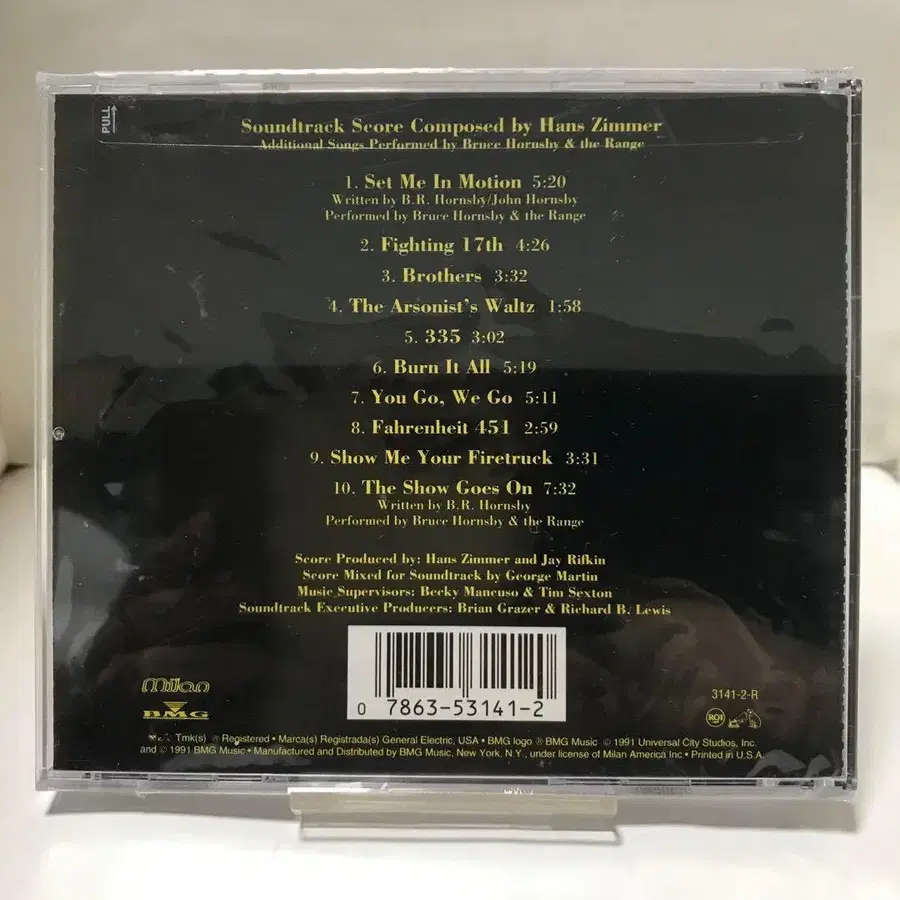 PULL
Soundtrack Score Composed by Hans Zimmer
Additional Songs Performed by Bruce Hornsby & the Range
1. Set Me In Motion 5:20
Written by B.R. Hornsby/John Hornsby
Performed by Bruce Hornsby & the Range
2. Fighting 17th 4:26
3. Brothers 3:32
4. The Arsonist's Waltz 1:58
5. 335 3:02
6. Burn It All 5:19
7. You Go, We Go 5:11
8. Fahrenheit 451 2:59
9. Show Me Your Firetruck 3:31
10. The Show Goes On 7:32
Written by B.R. Hornsby
Performed by Bruce Hornsby & the Range
Score Produced by: Hans Zimmer and Jay Rifkin
Score Mixed for Soundtrack by George Martin
Music Supervisors: Becky Mancuso & Tim Sexton
Soundtrack Executive Producers: Brian Grazer & Richard B. Lewis
milan
BMG
0 7863-53141-2
3141-2-R
RCA
Tmk(s) ® Registered • Marca(s) Registrada(s) General Electric, USA • BMG logo ® BMG Music © 1991 Universal City Studios, Inc.
and © 1991 BMG Music • Manufactured and Distributed by BMG Music, New York, N.Y., under license of Milan America Inc • Printed in U.S.A.